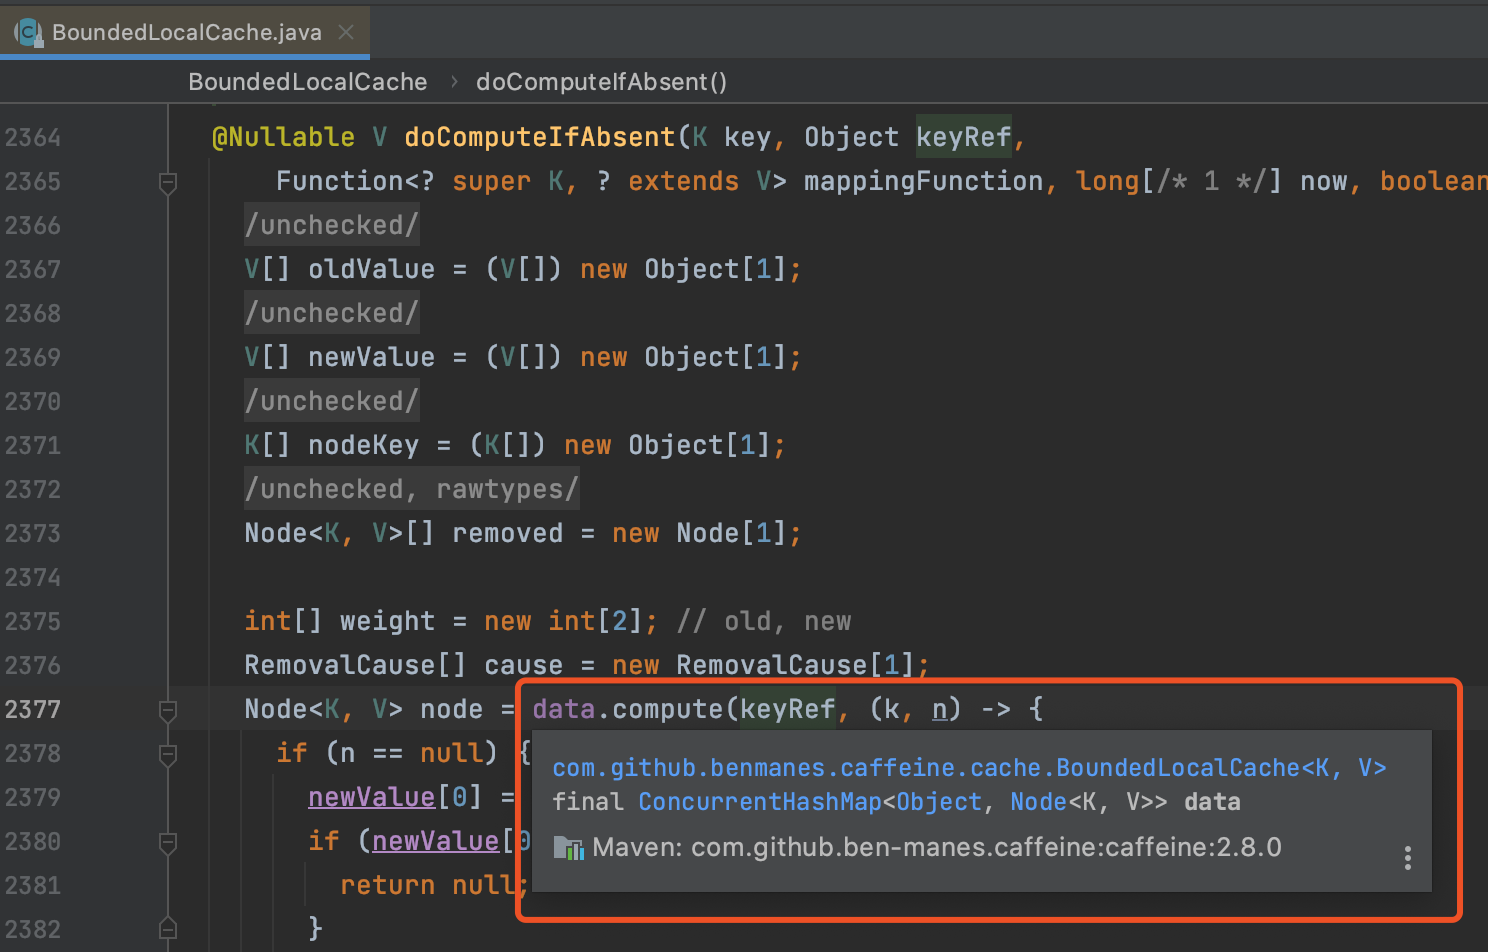 BoundedLocalCache.java
BoundedLocalCache › doComputeIfAbsent()
2364 @Nullable V doComputeIfAbsent(K key, Object keyRef,
2365 Function<? super K, ? extends V> mappingFunction, long[/* 1 */] now, boolean
2366 /unchecked/
2367 V[] oldValue = (V[]) new Object[1];
2368 /unchecked/
2369 V[] newValue = (V[]) new Object[1];
2370 /unchecked/
2371 K[] nodeKey = (K[]) new Object[1];
2372 /unchecked, rawtypes/
2373 Node<K, V>[] removed = new Node[1];
2374
2375 int[] weight = new int[2]; // old, new
2376 RemovalCause[] cause = new RemovalCause[1];
2377 Node<K, V> node = data.compute(keyRef, (k, n) -> {
2378 if (n == null) {
2379 newValue[0] =
2380 if (newValue[0
2381 return null;
2382 }
com.github.benmanes.caffeine.cache.BoundedLocalCache<K, V>
final ConcurrentHashMap<Object, Node<K, V>> data
Maven: com.github.ben-manes.caffeine:caffeine:2.8.0